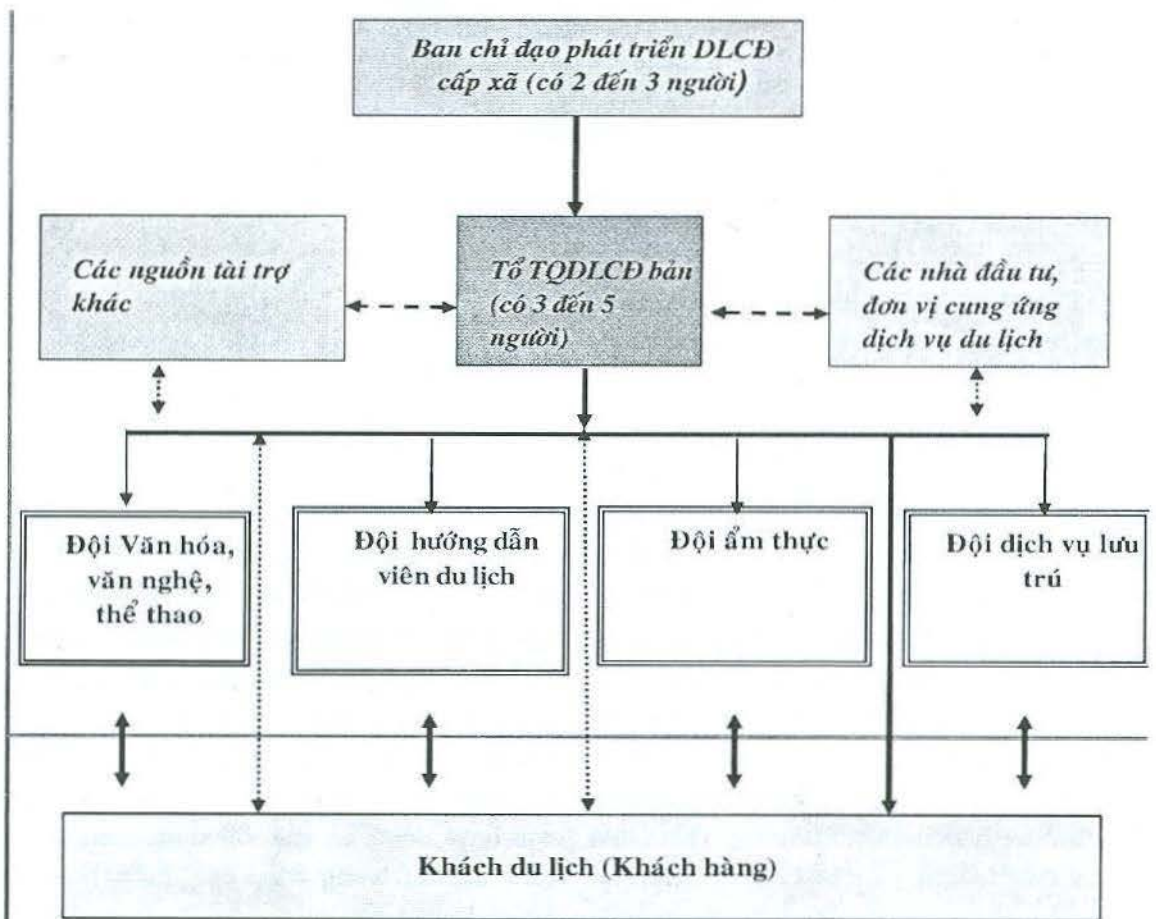 Ban chỉ đạo phát triển DLCĐ
cấp xã (có 2 đến 3 người)
Các nguồn tài trợ
khác
Tổ TQDLCĐ bản
(có 3 đến 5
người)
Các nhà đầu tư,
đơn vị cung ứng
dịch vụ du lịch
Đội Văn hóa,
văn nghệ,
thể thao
Đội hướng dẫn
viên du lịch
Đội ẩm thực
Đội dịch vụ lưu
trú
Khách du lịch (Khách hàng)